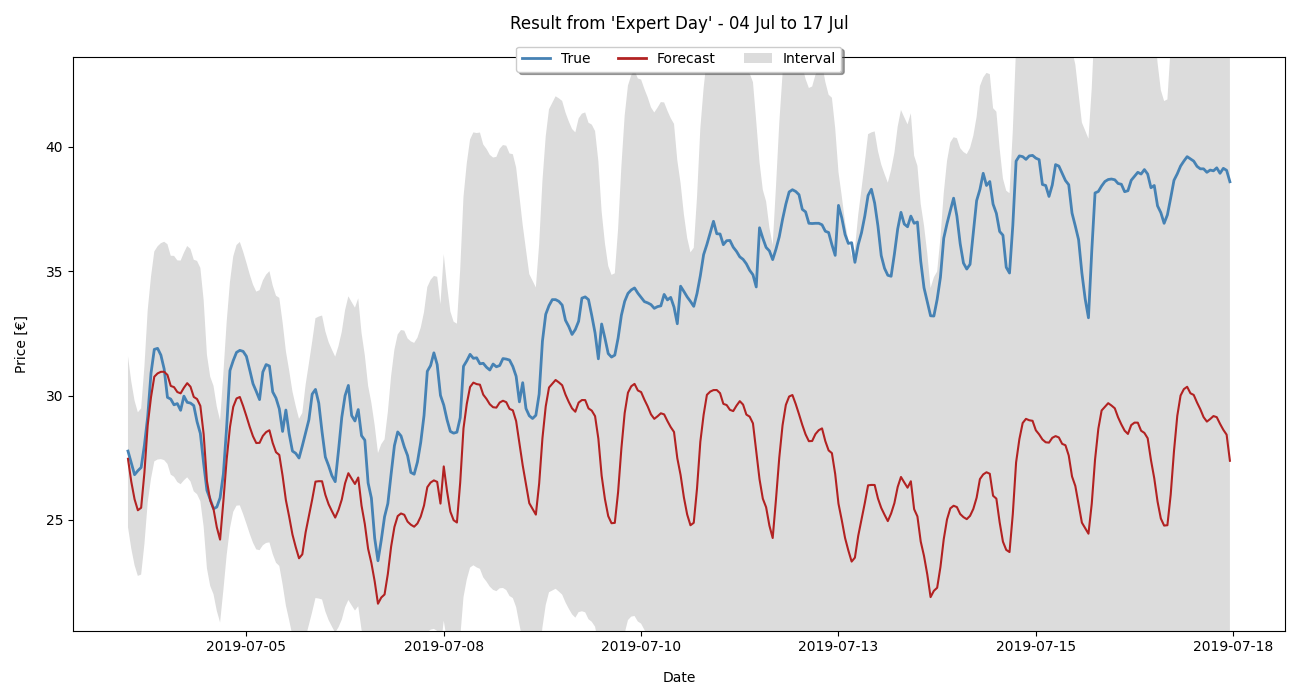 Result from 'Expert Day' - 04 Jul to 17 Jul
True Forecast Interval
Price [€]
40
35
30
25
2019-07-05 2019-07-08 2019-07-10 2019-07-13 2019-07-15 2019-07-18
Date